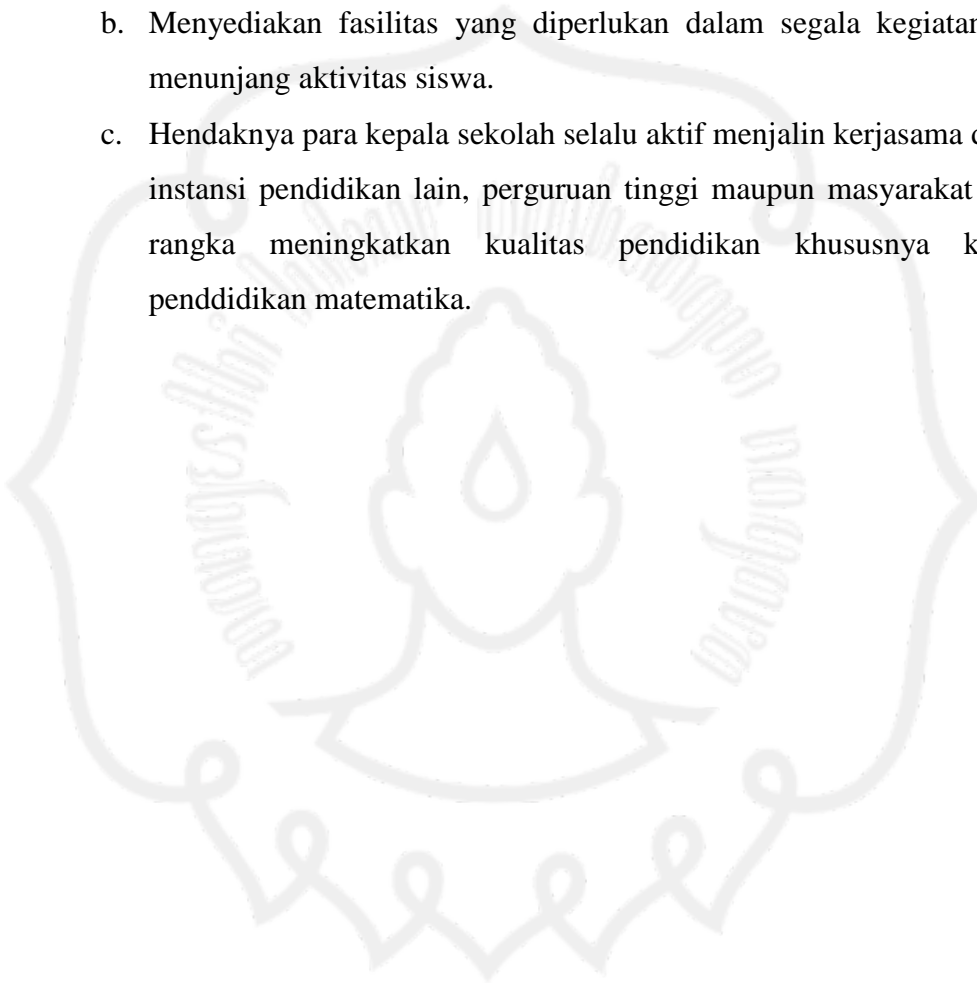 b. Menyediakan fasilitas yang diperlukan dalam segala kegiatan
menunjang aktivitas siswa.
c. Hendaknya para kepala sekolah selalu aktif menjalin kerjasama
instansi pendidikan lain, perguruan tinggi maupun masyarakat
rangka meningkatkan kualitas pendidikan khususnya
penddidikan matematika.